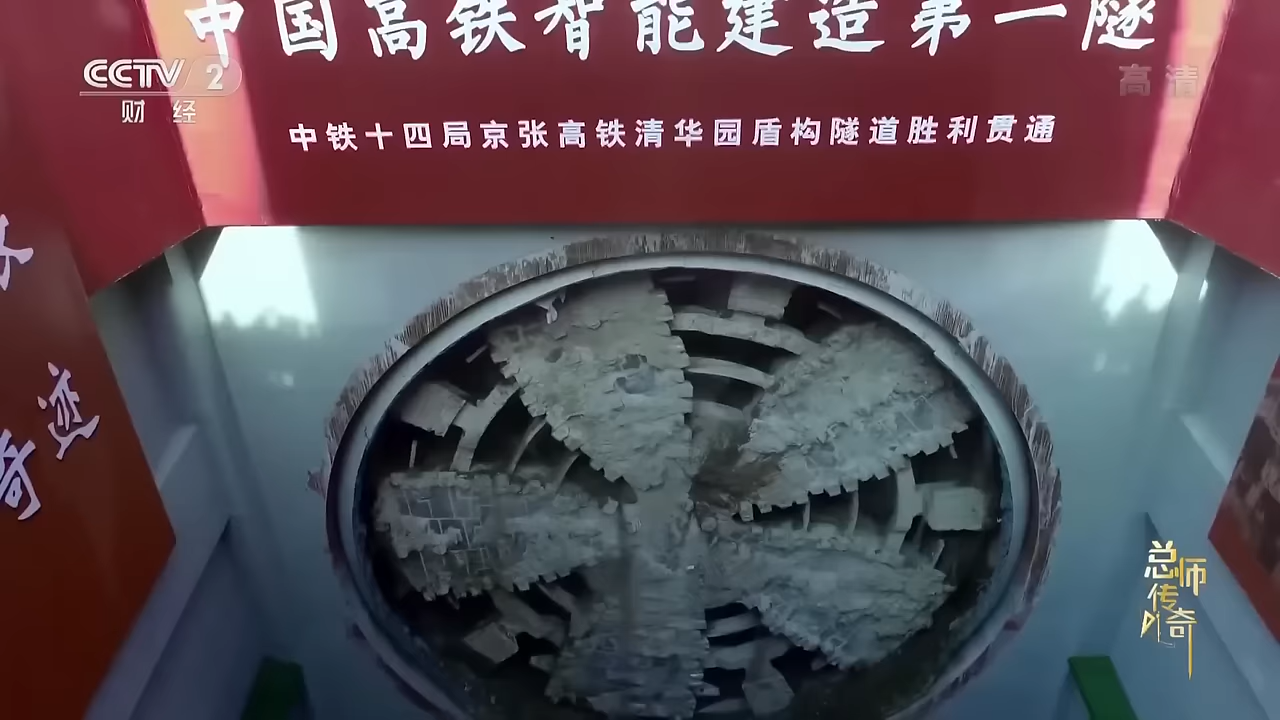 中国高铁智能建造第一隧
CCTV 2
高清
财经
中铁十四局京张高铁清华园盾构隧道胜利贯通
迹
奇
总师传奇